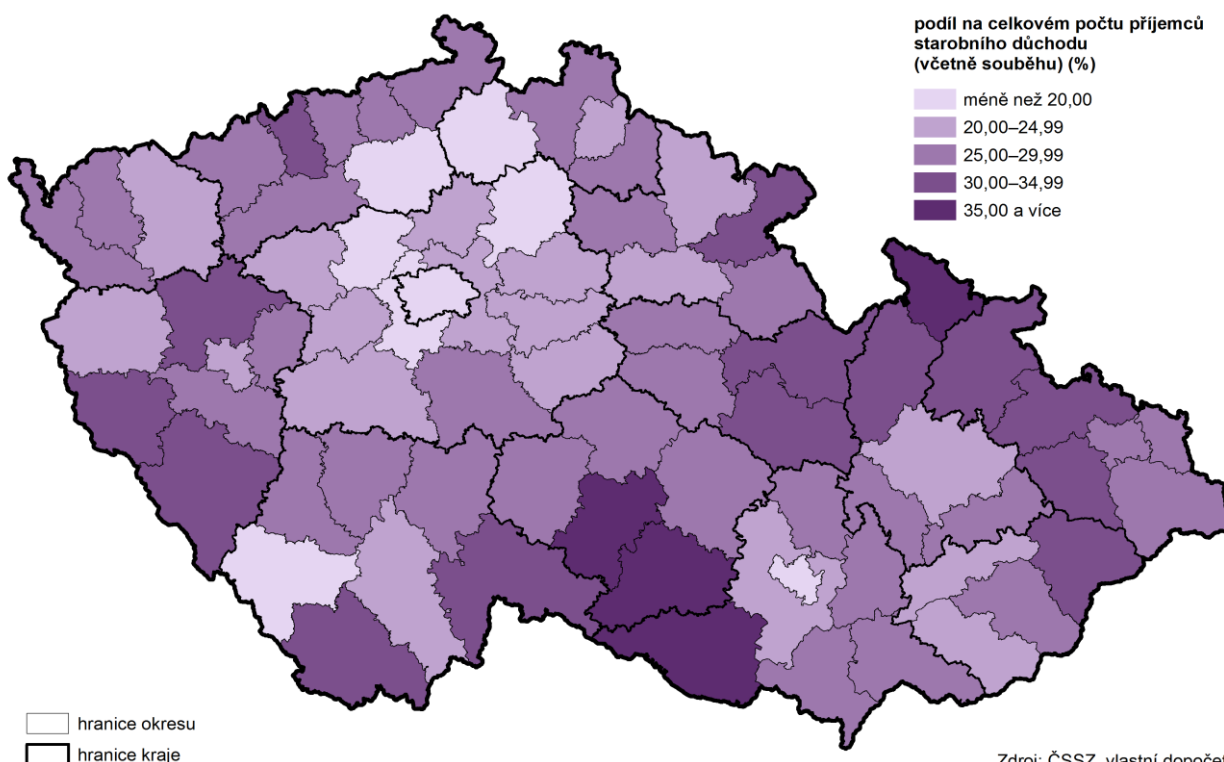 podíl na celkovém počtu příjemců
starobního důchodu
(včetně souběhu) (%)
méně než 20,00
20,00–24,99
25,00–29,99
30,00–34,99
35,00 a více
hranice okresu
hranice kraje
Zdroj: ČSSZ, vlastní dopočet